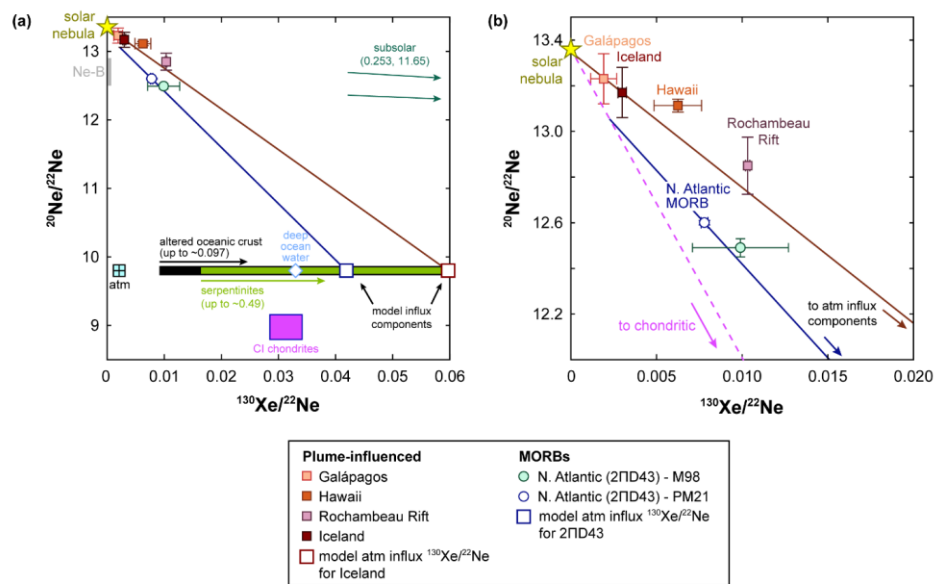 (a)
solar
nebula
Ne-B
subsolar
(0.253, 11.65)
altered oceanic crust
(up to ~0.097)
deep
ocean
water
atm
serpentinites
(up to ~0.49)
model influx
components
CI chondrites
13
12
11
10
9
²⁰Ne/²²Ne
0
0.01
0.02
0.03
0.04
0.05
0.06
¹³⁰Xe/²²Ne
(b)
13.4
13.0
12.6
12.2
²⁰Ne/²²Ne
solar
nebula
Galápagos
Iceland
Hawaii
Rochambeau
Rift
N. Atlantic
MORB
to atm influx
components
to chondritic
0
0.005
0.010
0.015
0.020
¹³⁰Xe/²²Ne
Plume-influenced
Galápagos
Hawaii
Rochambeau Rift
Iceland
model atm influx ¹³⁰Xe/²²Ne
for Iceland
MORBs
N. Atlantic (2ΠD43) - M98
N. Atlantic (2ΠD43) - PM21
model atm influx ¹³⁰Xe/²²Ne
for 2ΠD43